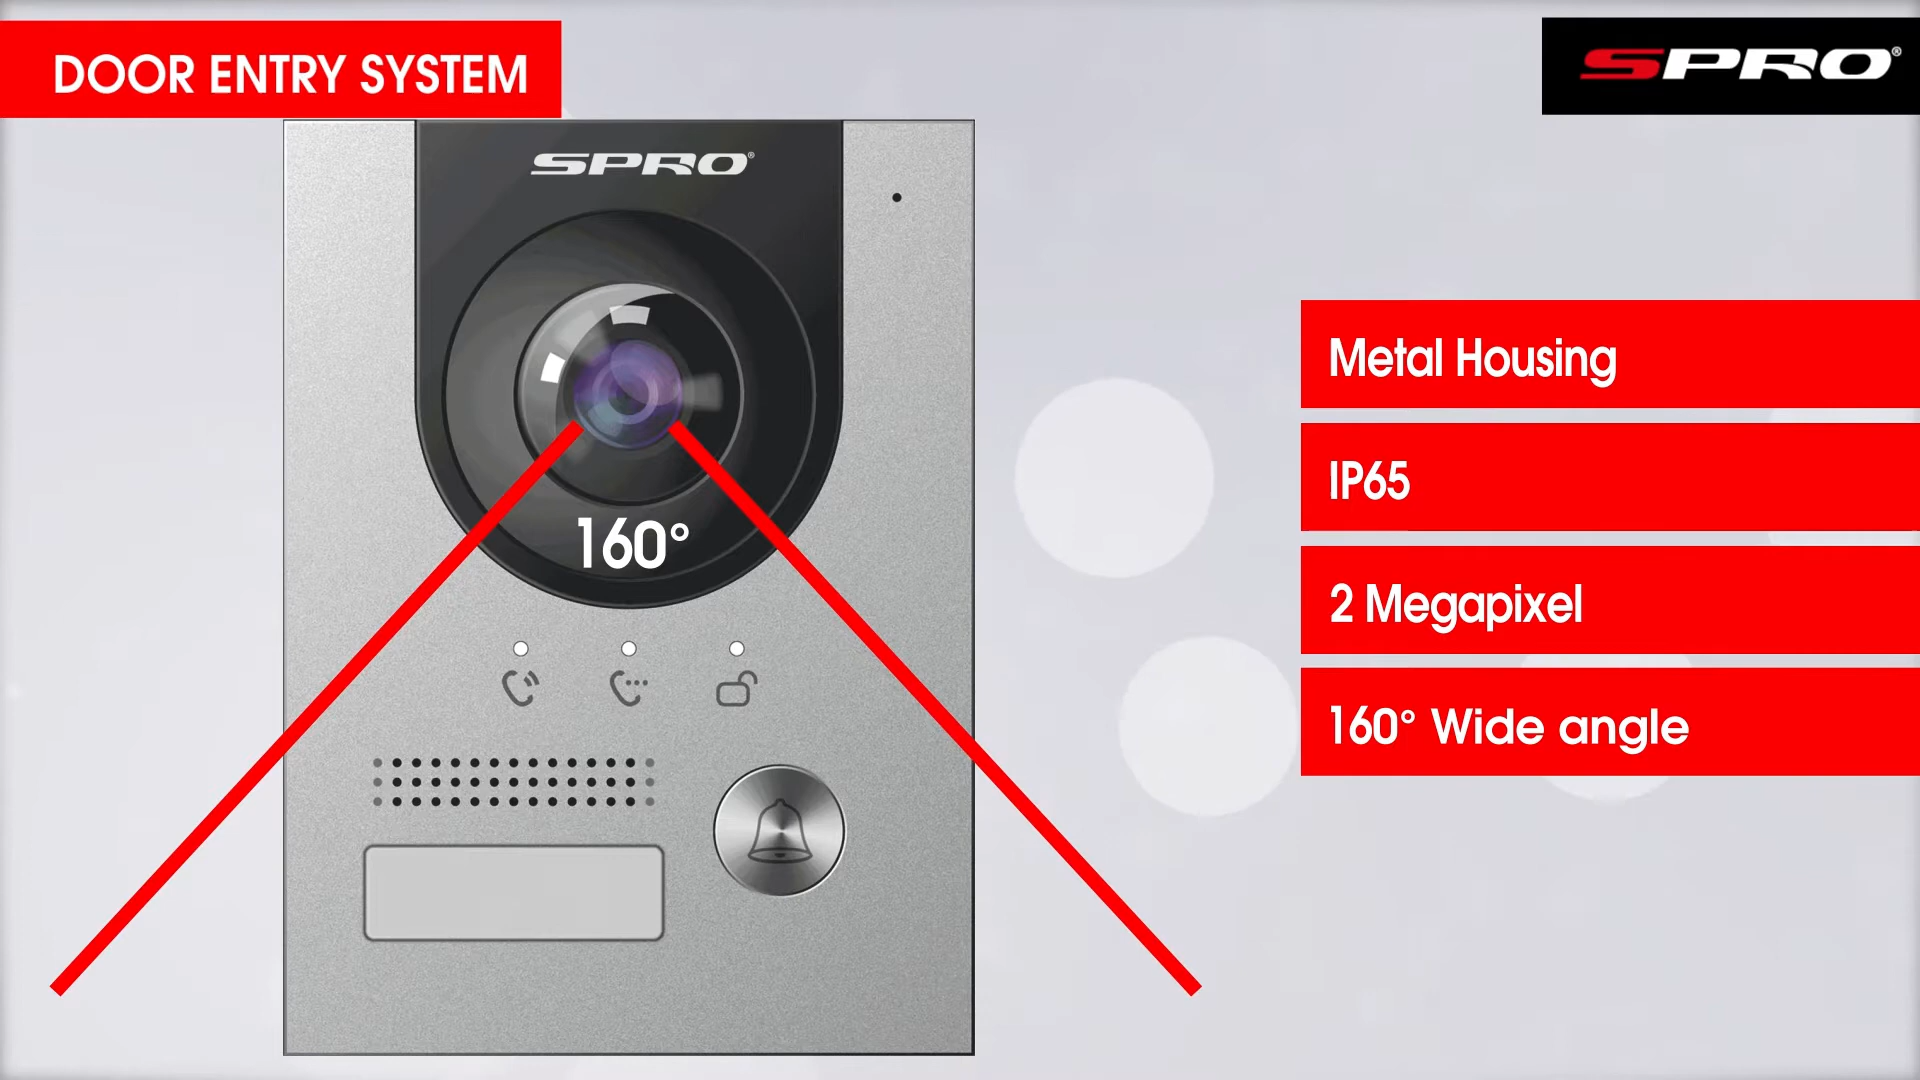 DOOR ENTRY SYSTEM
SPRO®
SPRO®
160°
Metal Housing
IP65
2 Megapixel
160° Wide angle